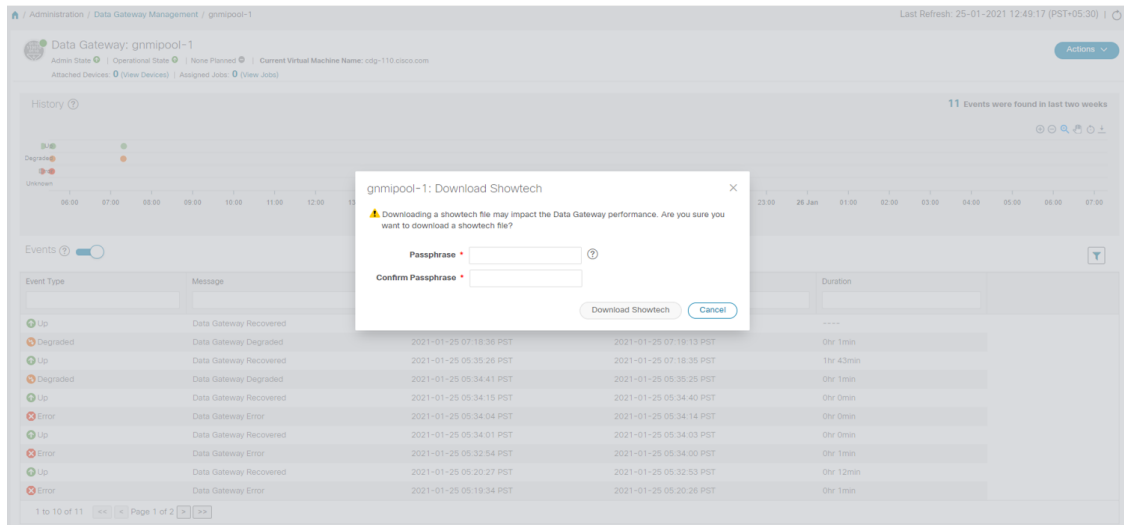 / Administration / Data Gateway Management / gnmipool-1
Last Refresh: 25-01-2021 12:49:17 (PST+05:30) |
Data Gateway: gnmipool-1
Actions
Admin State | Operational State | None Planned | Current Virtual Machine Name: cdg-110.cisco.com
Attached Devices: 0 (View Devices) | Assigned Jobs: 0 (View Jobs)
History
11 Events were found in last two weeks
Degraded
Unknown
06:00 07:00 08:00 09:00 10:00 11:00 12:00 23:00 26 Jan 01:00 02:00 03:00 04:00 05:00 06:00 07:00
gnmipool-1: Download Showtech
Downloading a showtech file may impact the Data Gateway performance. Are you sure you
want to download a showtech file?
Passphrase *
Confirm Passphrase *
Download Showtech Cancel
Events
Event Type Message Duration
Up Data Gateway Recovered ----
Degraded Data Gateway Degraded 2021-01-25 07:18:36 PST 2021-01-25 07:19:13 PST 0hr 1min
Up Data Gateway Recovered 2021-01-25 05:35:26 PST 2021-01-25 07:18:35 PST 1hr 43min
Degraded Data Gateway Degraded 2021-01-25 05:34:41 PST 2021-01-25 05:35:25 PST 0hr 1min
Up Data Gateway Recovered 2021-01-25 05:34:15 PST 2021-01-25 05:34:40 PST 0hr 0min
Error Data Gateway Error 2021-01-25 05:34:04 PST 2021-01-25 05:34:14 PST 0hr 0min
Up Data Gateway Recovered 2021-01-25 05:34:01 PST 2021-01-25 05:34:03 PST 0hr 0min
Error Data Gateway Error 2021-01-25 05:32:54 PST 2021-01-25 05:34:00 PST 0hr 1min
Up Data Gateway Recovered 2021-01-25 05:20:27 PST 2021-01-25 05:32:53 PST 0hr 12min
Error Data Gateway Error 2021-01-25 05:19:34 PST 2021-01-25 05:20:26 PST 0hr 1min
1 to 10 of 11 << < Page 1 of 2 > >>